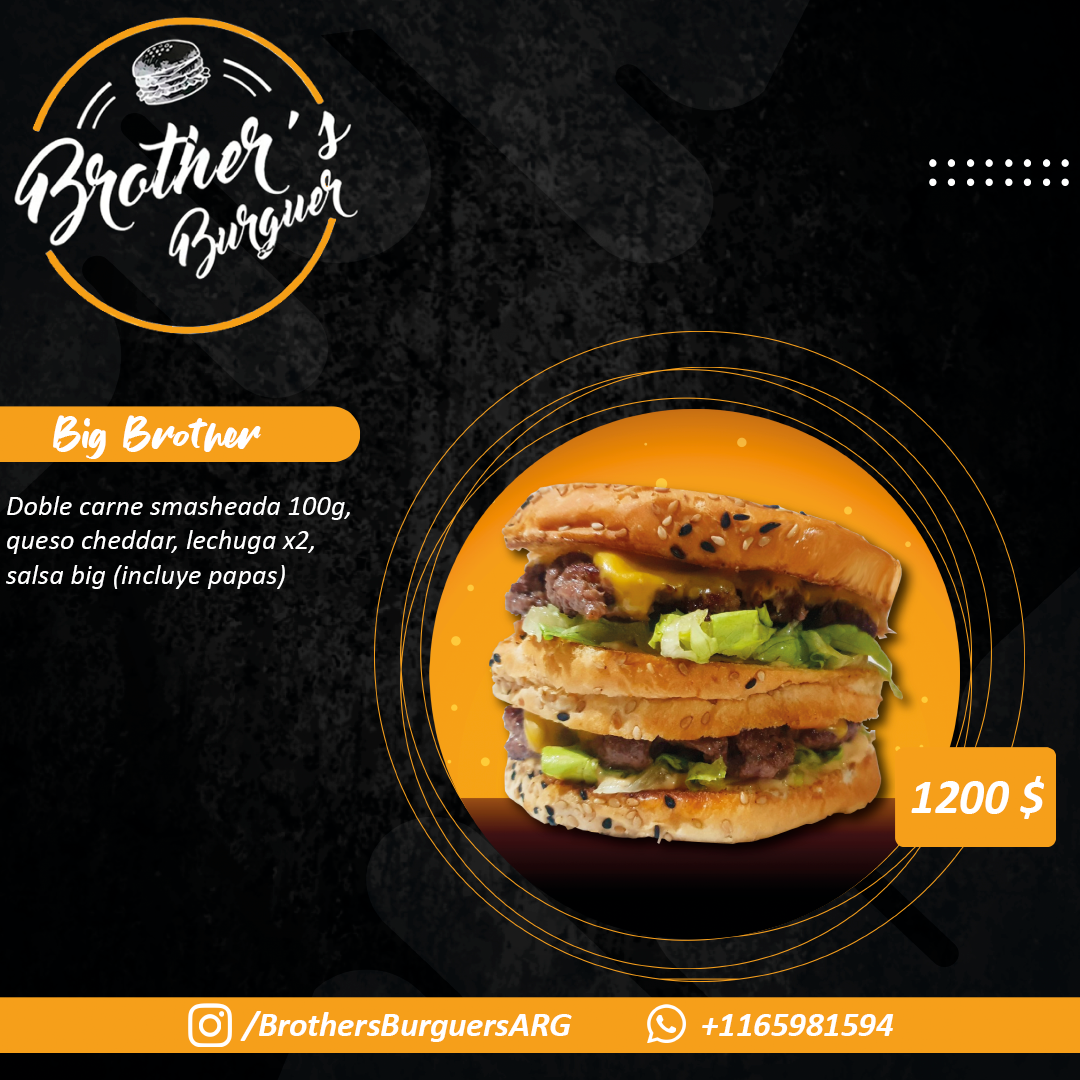 Brother's
Burguer
Big Brother
Doble carne smasheada 100g,
queso cheddar, lechuga x2,
salsa big (incluye papas)
1200 $
/BrothersBurguersARG
+1165981594